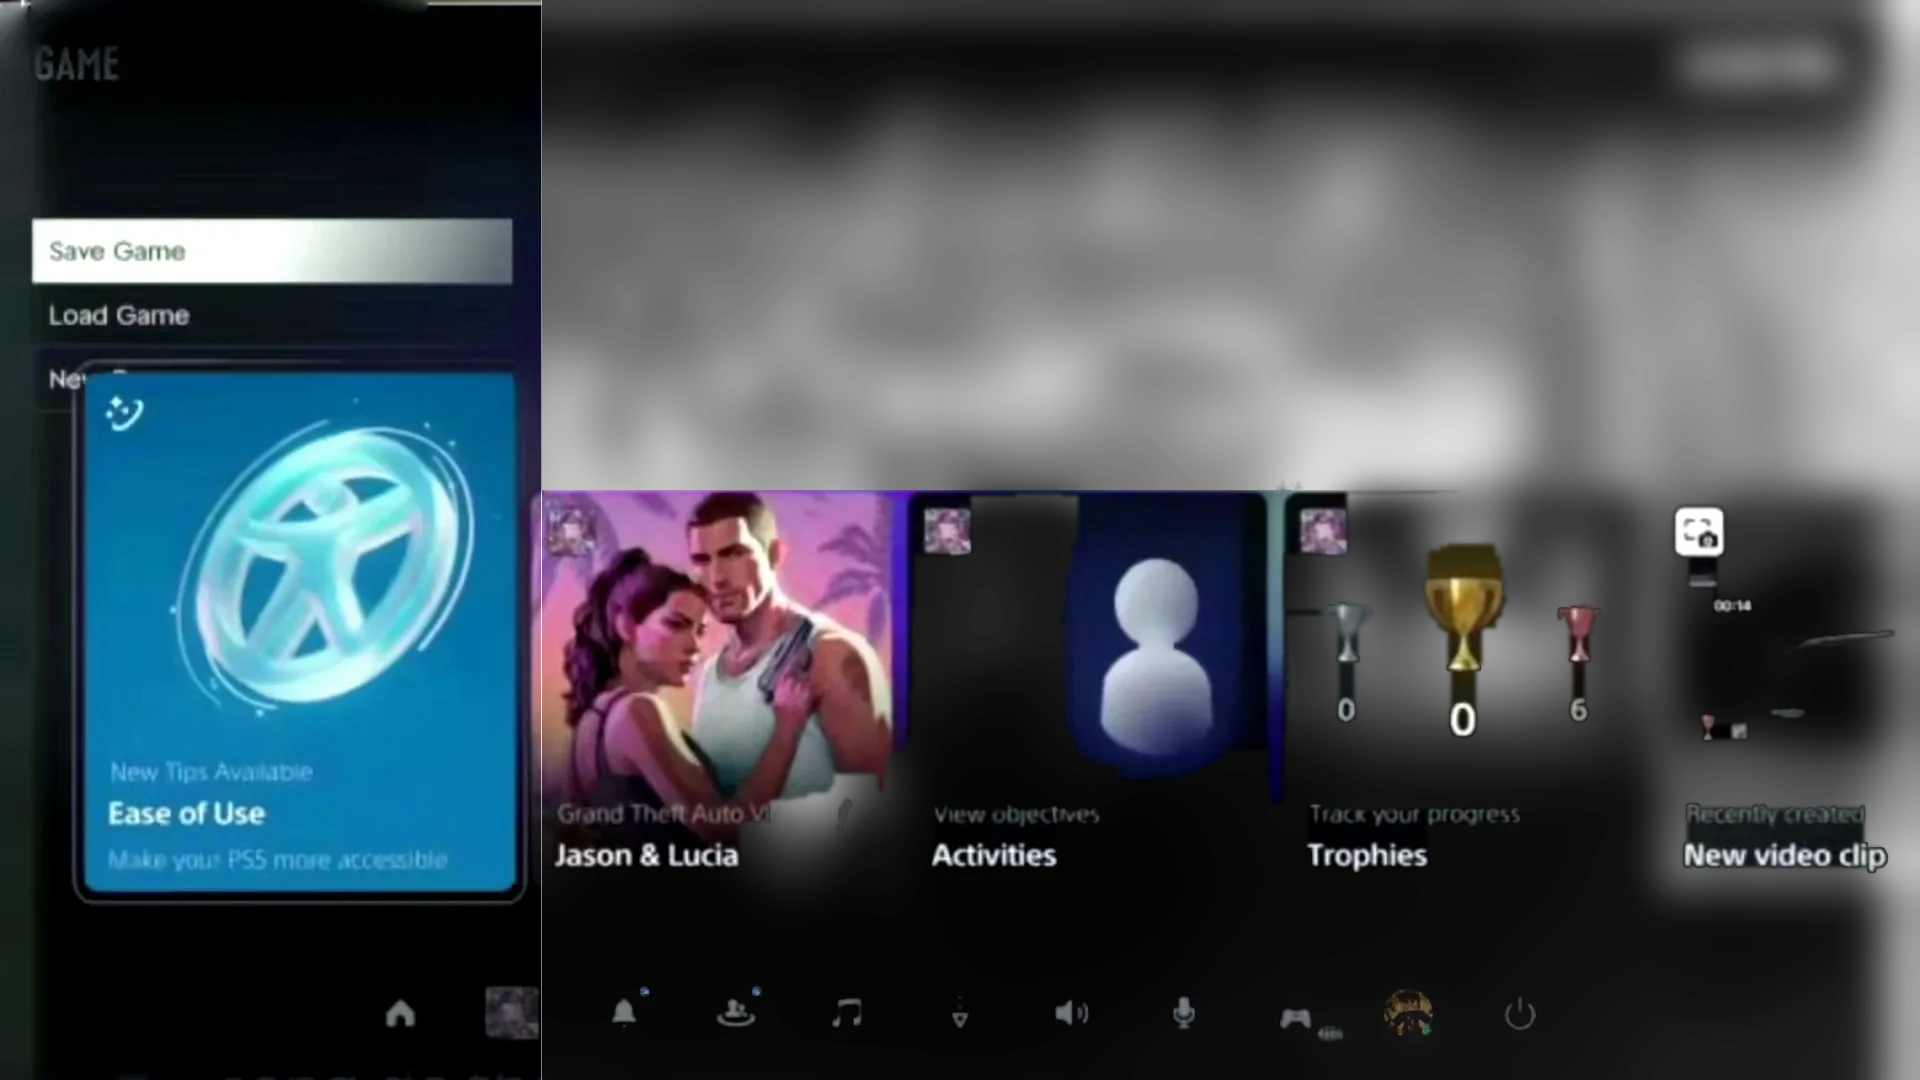 GAME
Save Game
Load Game
New Tips Available
Ease of Use
Make your PS5 more accessible
Grand Theft Auto VI
Jason & Lucia
View objectives
Activities
0
0
6
Track your progress
Trophies
00:14
Recently created
New video clip